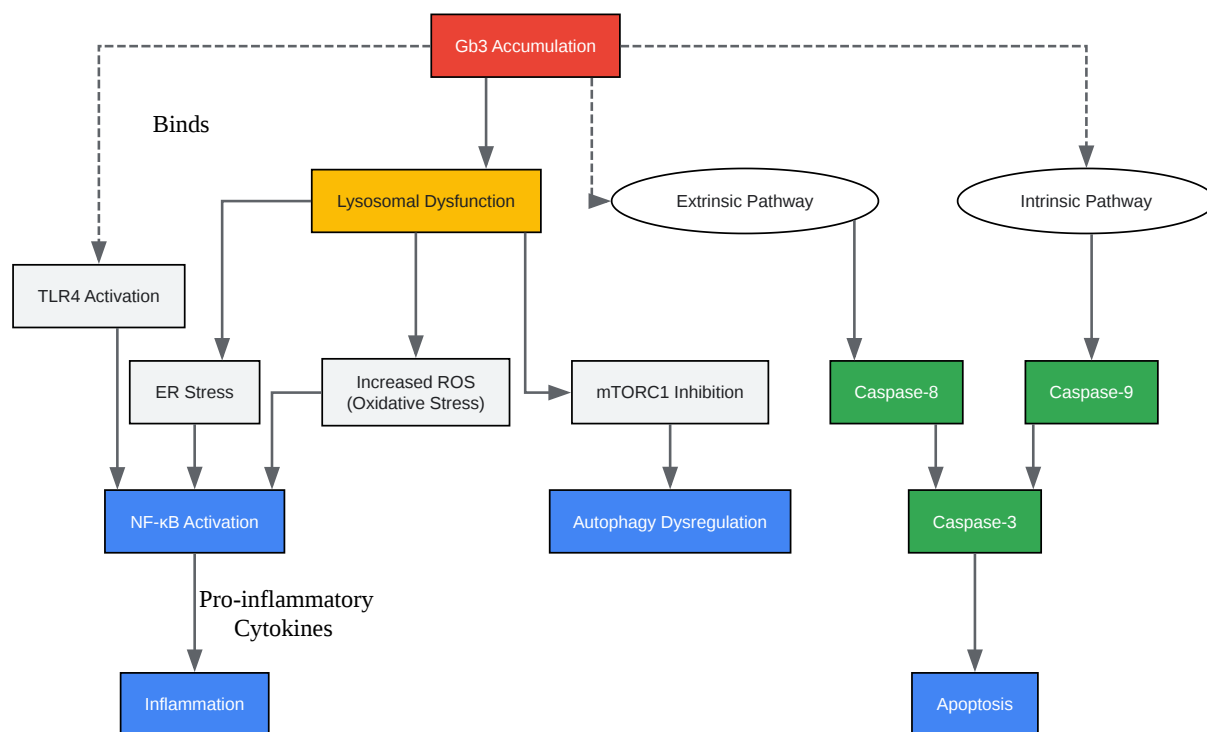 Gb3 Accumulation
Binds
Lysosomal Dysfunction
Extrinsic Pathway
Intrinsic Pathway
TLR4 Activation
ER Stress
Increased ROS
(Oxidative Stress)
mTORC1 Inhibition
Caspase-8
Caspase-9
NF-κB Activation
Autophagy Dysregulation
Caspase-3
Pro-inflammatory
Cytokines
Inflammation
Apoptosis